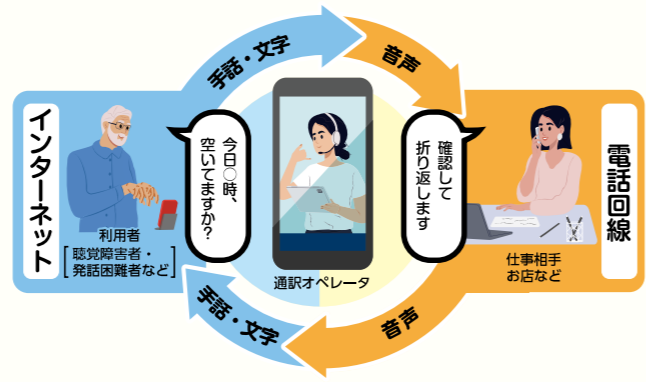 手話・文字
音声
インターネット
今日〇時、
空いてますか?
確認して
折り返します
電話回線
利用者
[聴覚障害者・
発話困難者など]
通訳オペレータ
仕事相手
お店など
手話・文字
音声